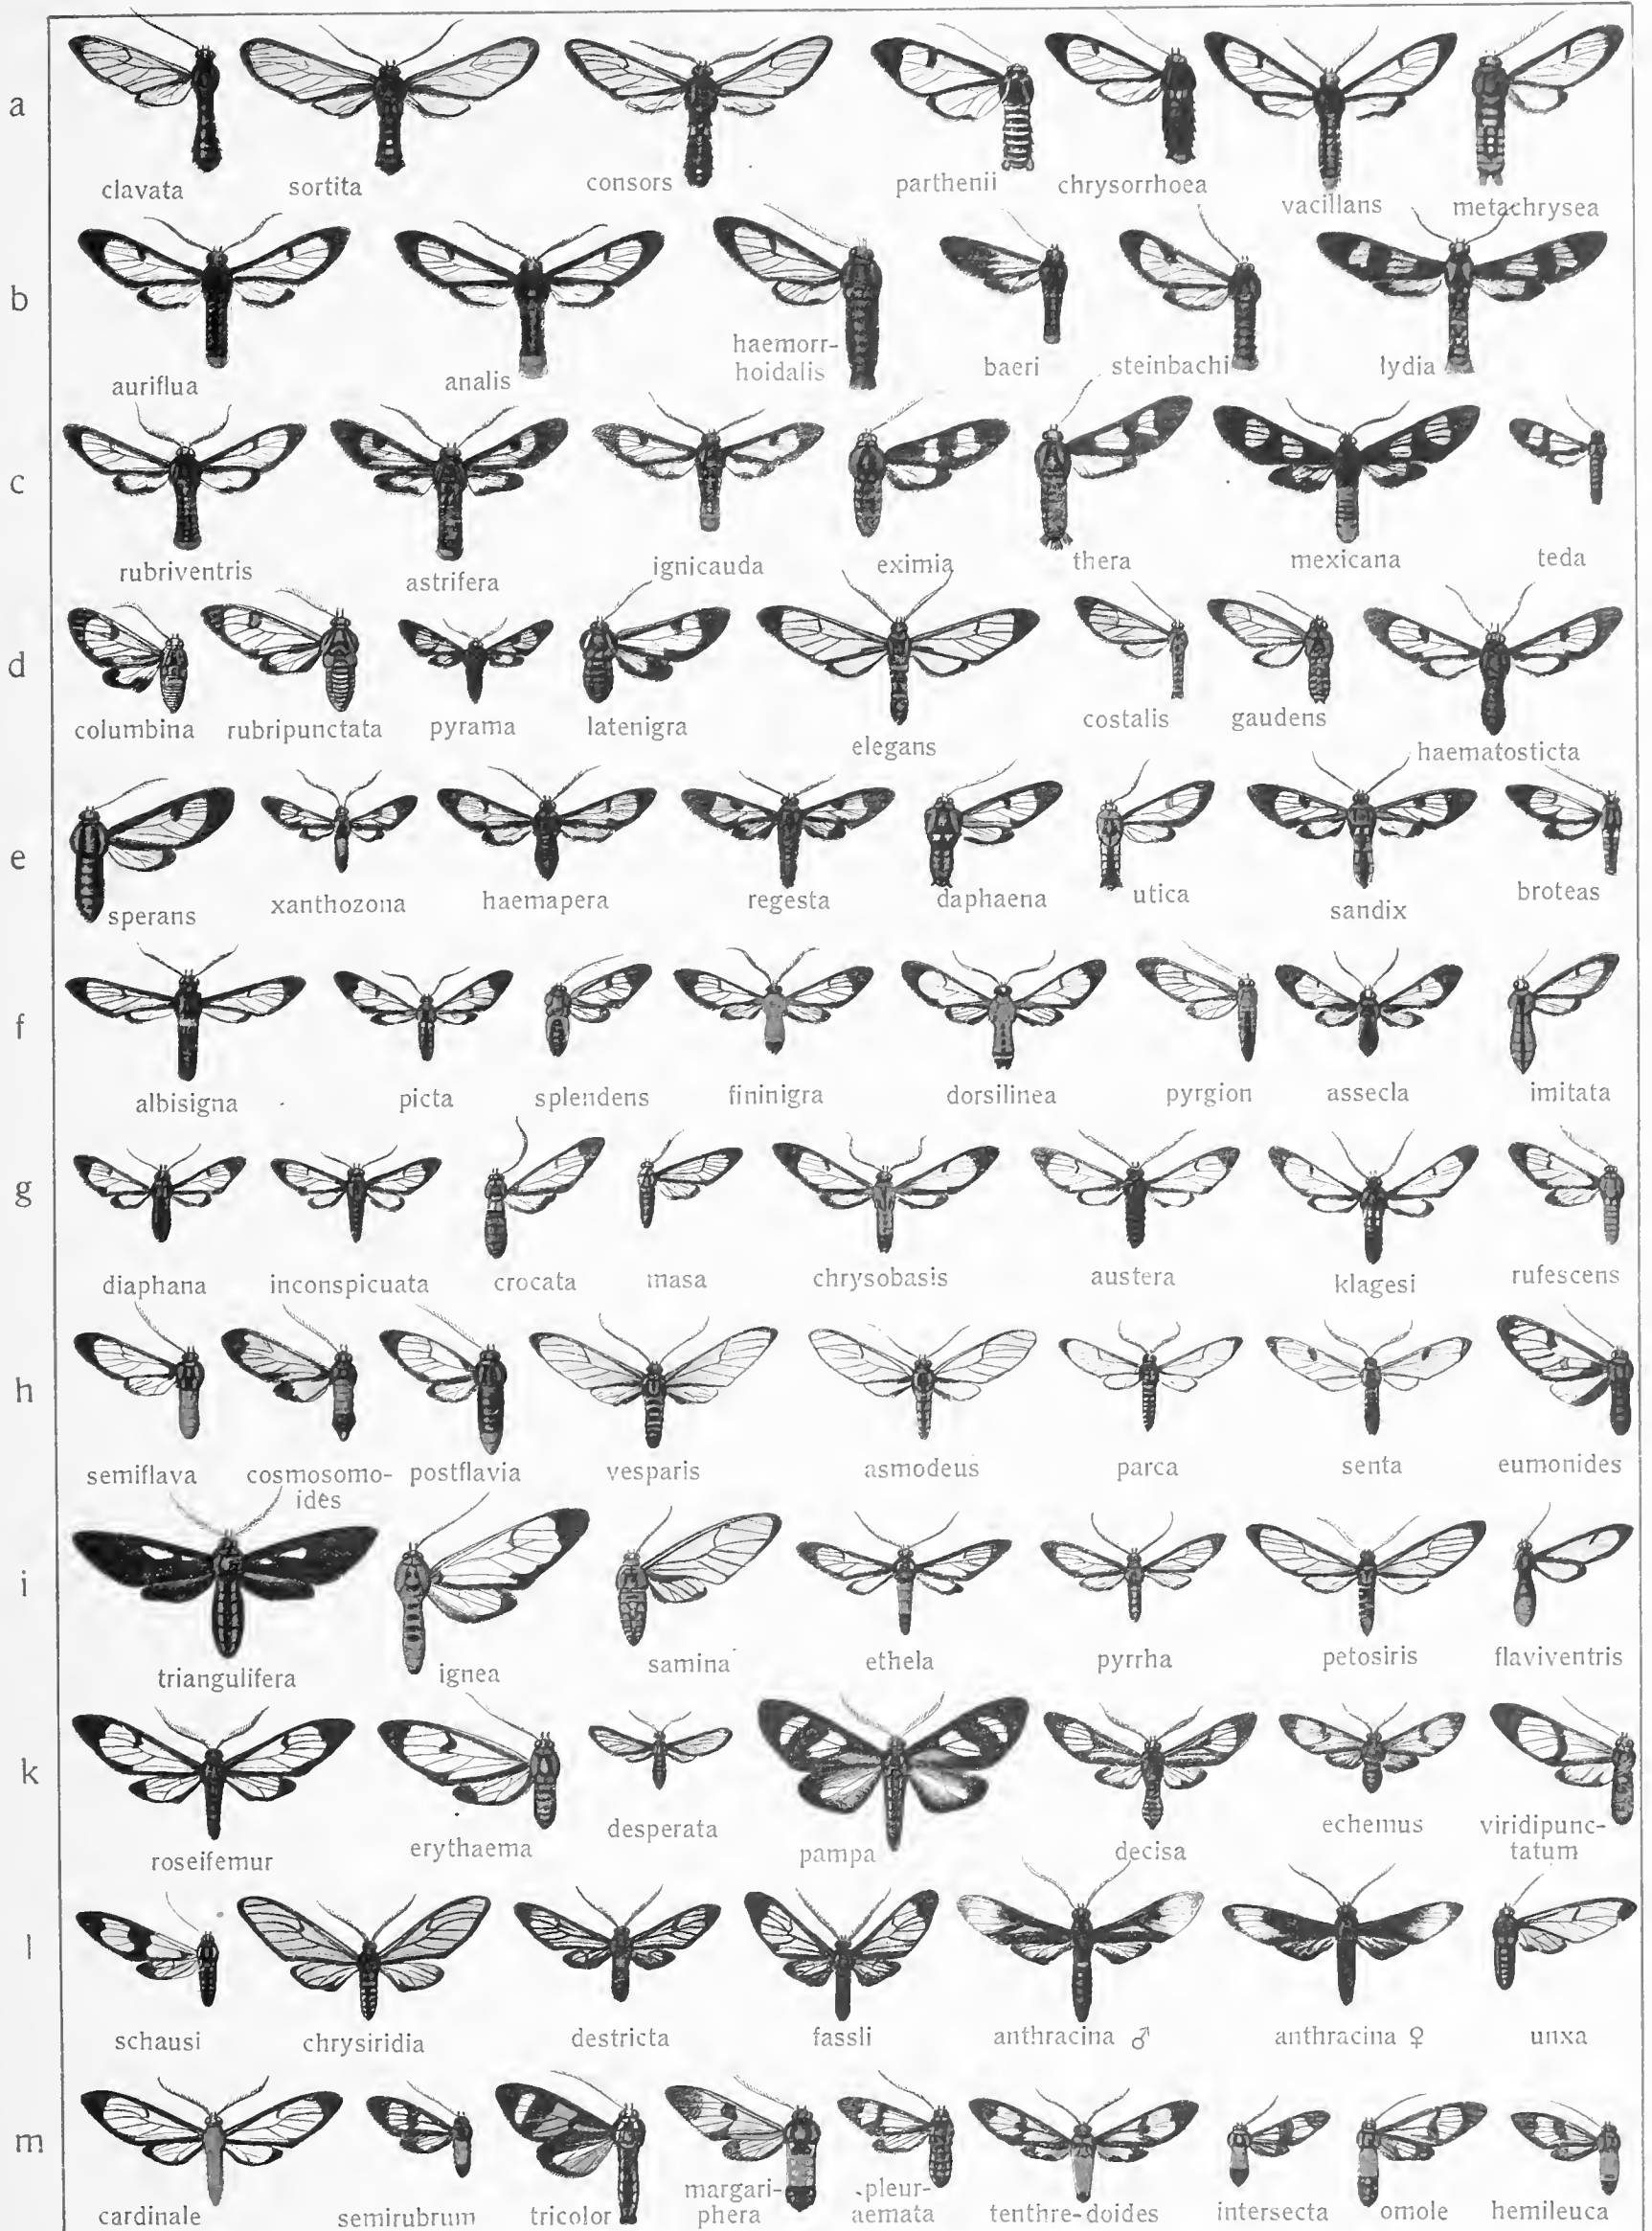 a
clavata sortita consors parthenii chrysorrhoea vacillans metachrysea
b
auriflua analis haemorr-
hoidalis baeri steinbachi lydia
c
rubriventris astrifera ignicauda eximia thera mexicana teda
d
columbina rubripunctata pyrama latenigra elegans costalis gaudens haematosticta
e
sperans xanthozona haemapera regesta daphaena utica sandix broteas
f
albisigna picta splendens fininigra dorsilinea pyrgion assecla imitata
g
diaphana inconspicuata crocata masa chrysobasis austera klagesi rufescens
h
semiflava cosmosomo-
ides postflavia vesparis asmodeus parca senta eumonides
i
triangulifera ignea samina ethela pyrrha petosiris flaviventris
k
roseifemur erythaema desperata pampa decisa echemus viridipunc-
tatum
l
schausi chrysiridia destricta fassli anthracina ♂ anthracina ♀ unxa
m
cardinale semirubrum tricolor margari-
phera pleur-
aemata tenthre-doides intersecta omole hemileuca